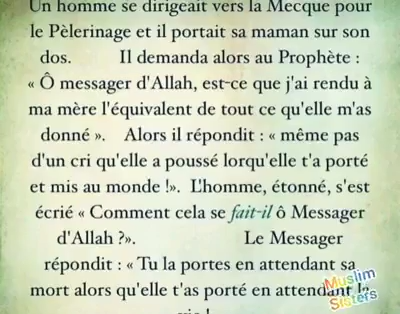 Un homme se dirigeait vers la Mecque pour
le Pèlerinage et il portait sa maman sur son
dos. Il demanda alors au Prophète :
« Ô messager d'Allah, est-ce que j'ai rendu à
ma mère l'équivalent de tout ce qu'elle m'as
donné ». Alors il répondit : « même pas
d'un cri qu'elle a poussé lorqu'elle t'a porté
et mis au monde !». L'homme, étonné, s'est
écrié « Comment cela se fait-il ô Messager
d'Allah ?». Le Messager
répondit : « Tu la portes en attendant sa
mort alors qu'elle t'as porté en attendant la
vie !
Muslim
Sisters